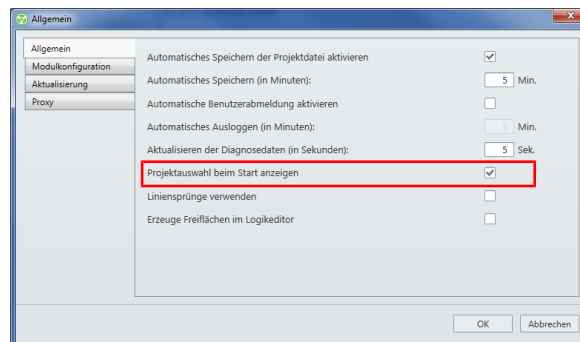 Allgemein
Allgemein
Modulkonfiguration
Aktualisierung
Proxy
Automatisches Speichern der Projektdatei aktivieren
Automatisches Speichern (in Minuten): 5 Min.
Automatische Benutzerabmeldung aktivieren
Automatisches Ausloggen (in Minuten): 5 Min.
Aktualisieren der Diagnosedaten (in Sekunden): 5 Sek.
Projektauswahl beim Start anzeigen
Liniensprünge verwenden
Erzeuge Freiflächen im Logikeditor
OK Abbrechen